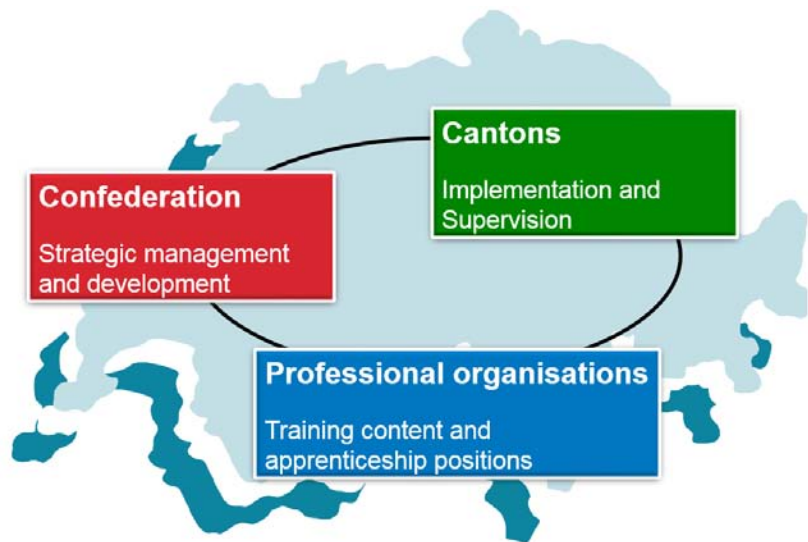 Cantons
Implementation and
Supervision
Confederation
Strategic management
and development
Professional organisations
Training content and
apprenticeship positions